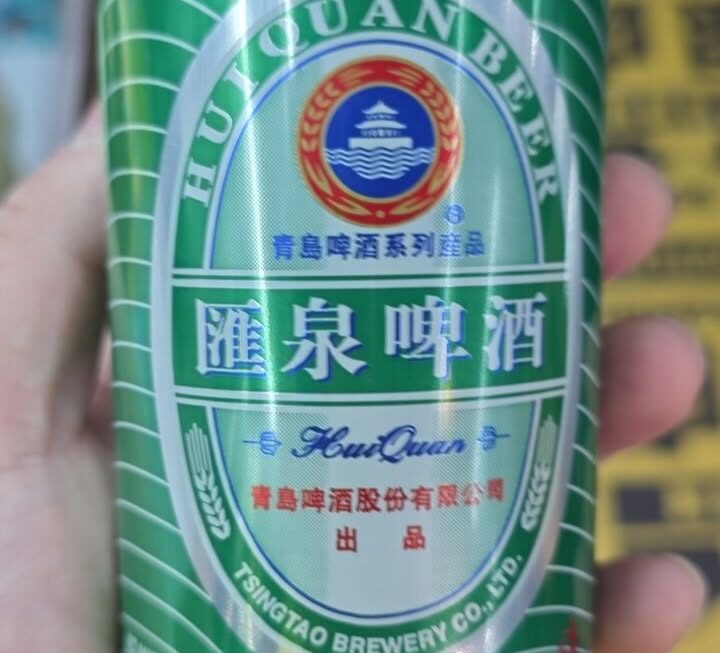 HUIQUAN BEER
青島啤酒系列産品
匯泉啤酒
HuiQuan
青島啤酒股份有限公司
出 品
TSINGTAO BREWERY CO., LTD.